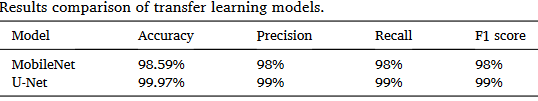 Results comparison of transfer learning models.
Model Accuracy Precision Recall F1 score
MobileNet 98.59% 98% 98% 98%
U-Net 99.97% 99% 99% 99%